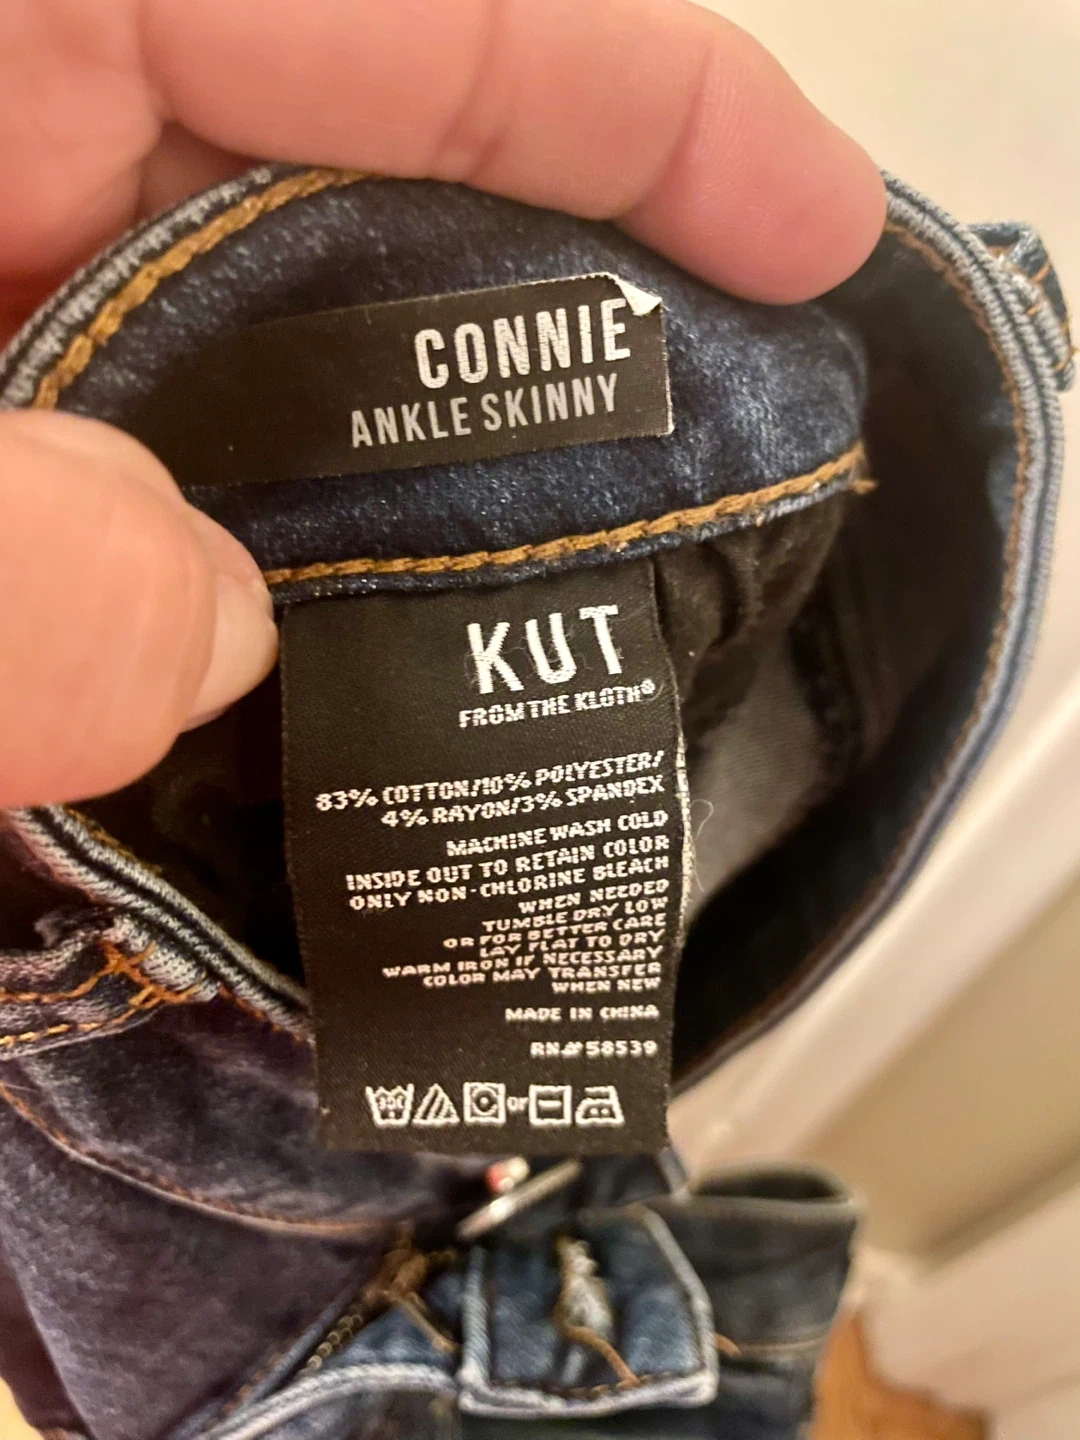 CONNIE
ANKLE SKINNY
KUT
FROM THE KLOTH®
83% COTTON/10% POLYESTER/
4% RAYON/3% SPANDEX
MACHINE WASH COLD
INSIDE OUT TO RETAIN COLOR
ONLY NON-CHLORINE BLEACH
WHEN NEEDED
TUMBLE DRY LOW
OR FOR BETTER CARE
LAY FLAT TO DRY
WARM IRON IF NECESSARY
COLOR MAY TRANSFER
WHEN NEW
MADE IN CHINA
RN# 58539
or